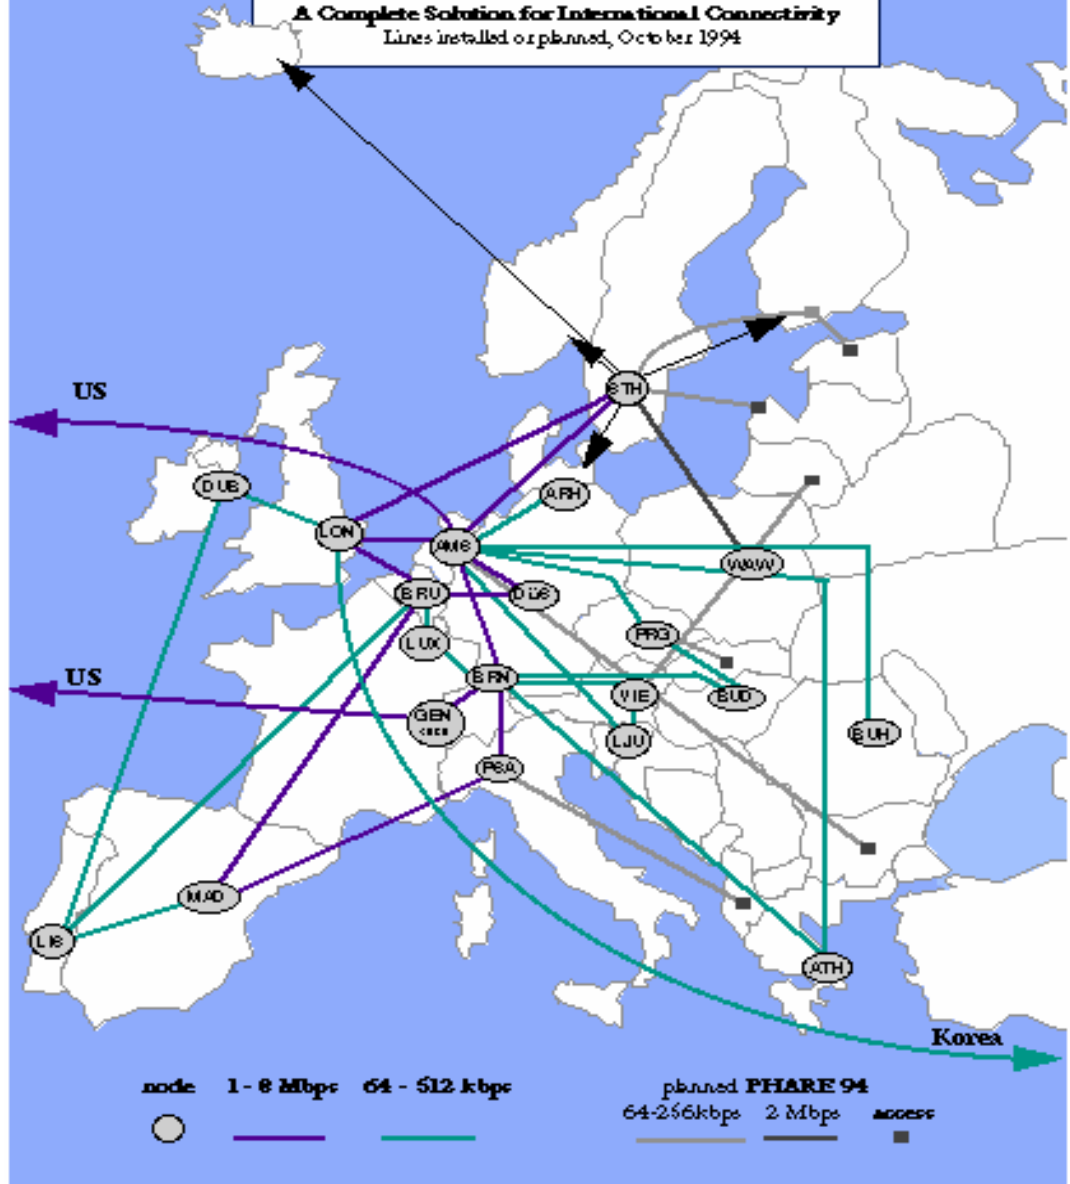 A Complete Solution for International Connectivity
Lines installed or planned, October 1994
STH
US
DUB
ARH
LON
AMS
WAW
BRU
DüS
PRG
LUX
US
BRN
VIE
BUD
GEN
LJU
BUH
PSA
MAD
LIS
ATH
Korea
node 1 - 8 Mbps 64 - 512 kbps planned PHARE 94
64-256kbps 2 Mbps access